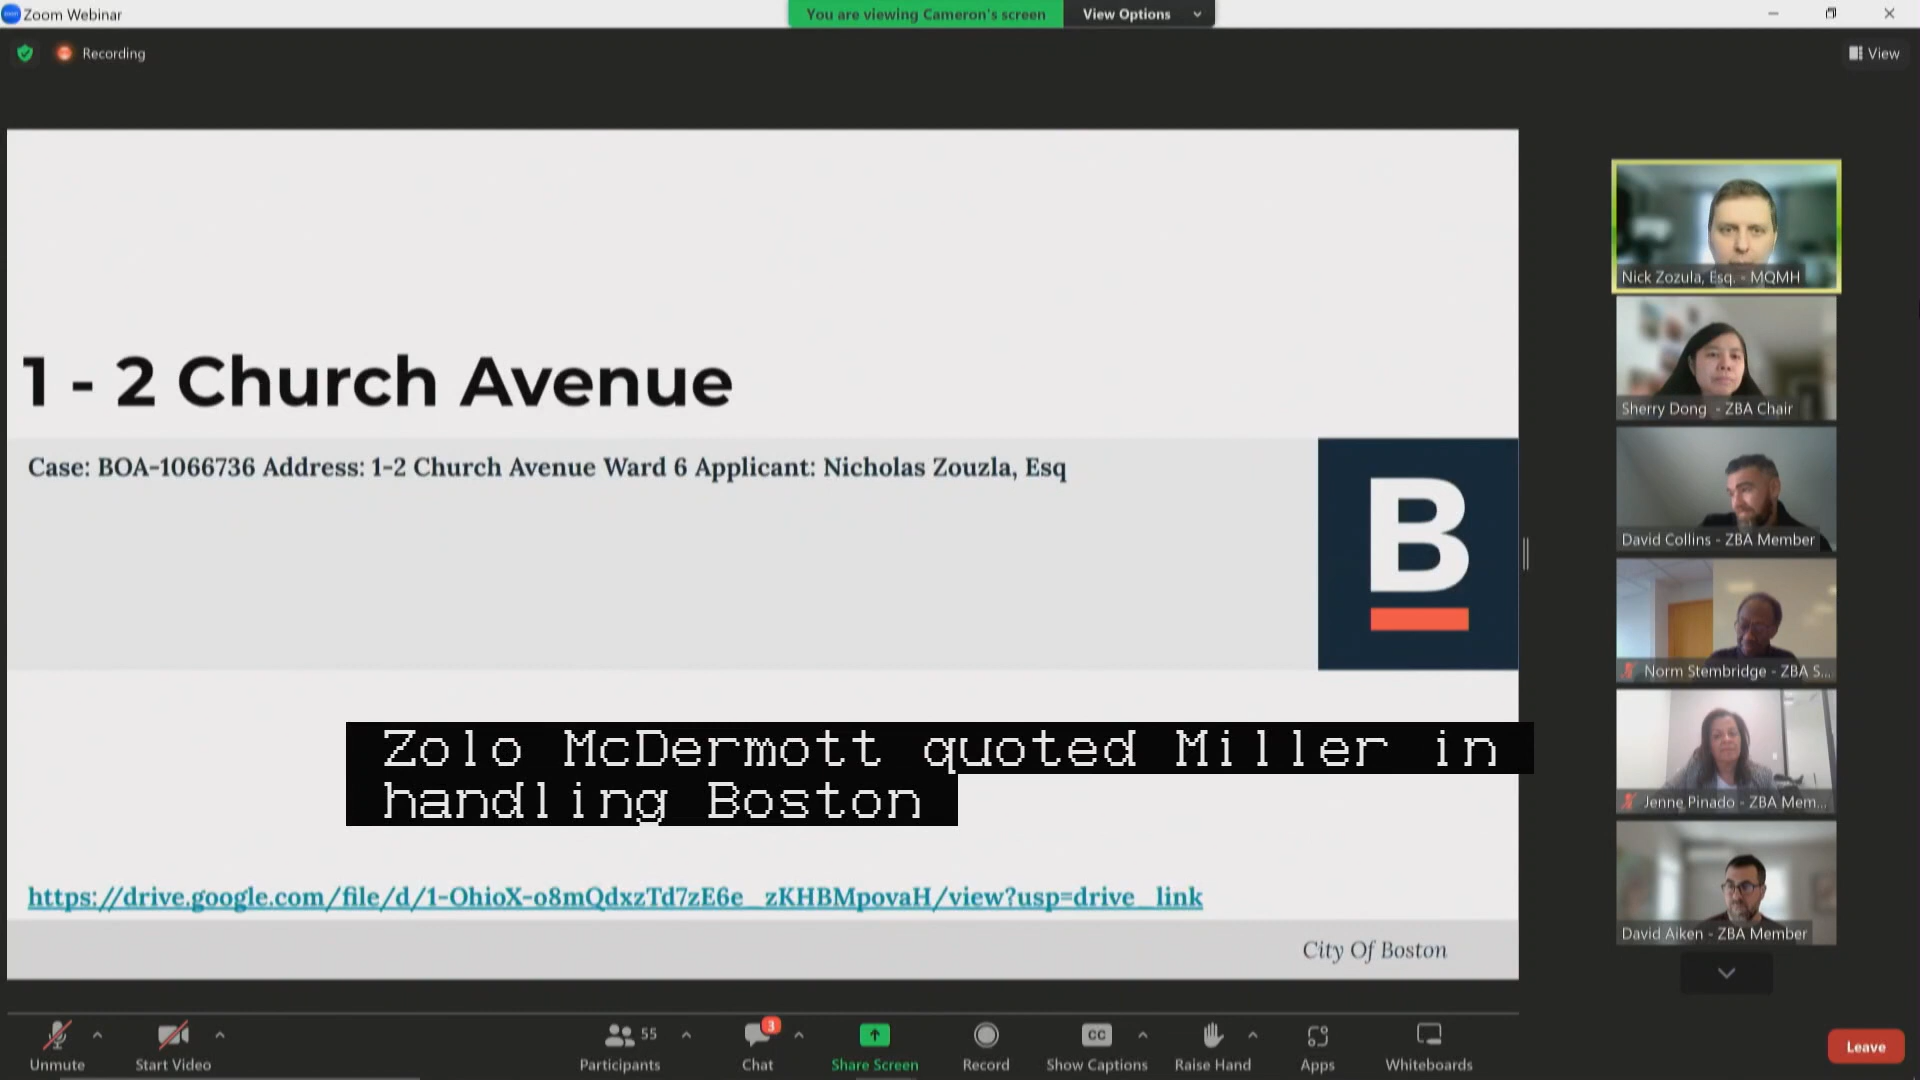 Zoom Webinar
You are viewing Cameron's screen
View Options
Recording
View
1 - 2 Church Avenue
Case: BOA-1066736 Address: 1-2 Church Avenue Ward 6 Applicant: Nicholas Zouzla, Esq
B
Zolo McDermott quoted Miller in
handling Boston
https://drive.google.com/file/d/1-OhioX-o8mQdxzTd7zE6e_zKHBMpovaH/view?usp=drive_link
City Of Boston
Nick Zozula, Esq. - MQMH
Sherry Dong - ZBA Chair
David Collins - ZBA Member
Norm Stembridge - ZBA S...
Jenne Pinado - ZBA Mem...
David Aiken - ZBA Member
Unmute
Start Video
55
Participants
3
Chat
Share Screen
Record
CC
Show Captions
Raise Hand
Apps
Whiteboards
Leave